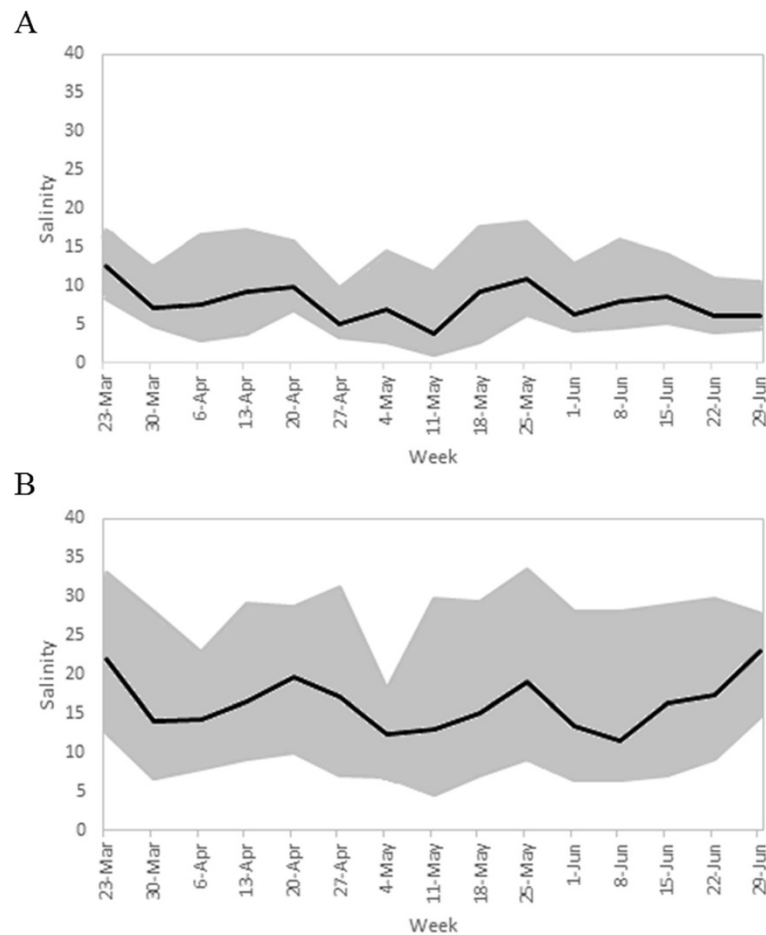 A
40
35
30
25
20
15
10
5
0
Salinity
23-Mar
30-Mar
6-Apr
13-Apr
20-Apr
27-Apr
4-May
11-May
18-May
25-May
1-Jun
8-Jun
15-Jun
22-Jun
29-Jun
Week
B
40
35
30
25
20
15
10
5
0
Salinity
23-Mar
30-Mar
6-Apr
13-Apr
20-Apr
27-Apr
4-May
11-May
18-May
25-May
1-Jun
8-Jun
15-Jun
22-Jun
29-Jun
Week